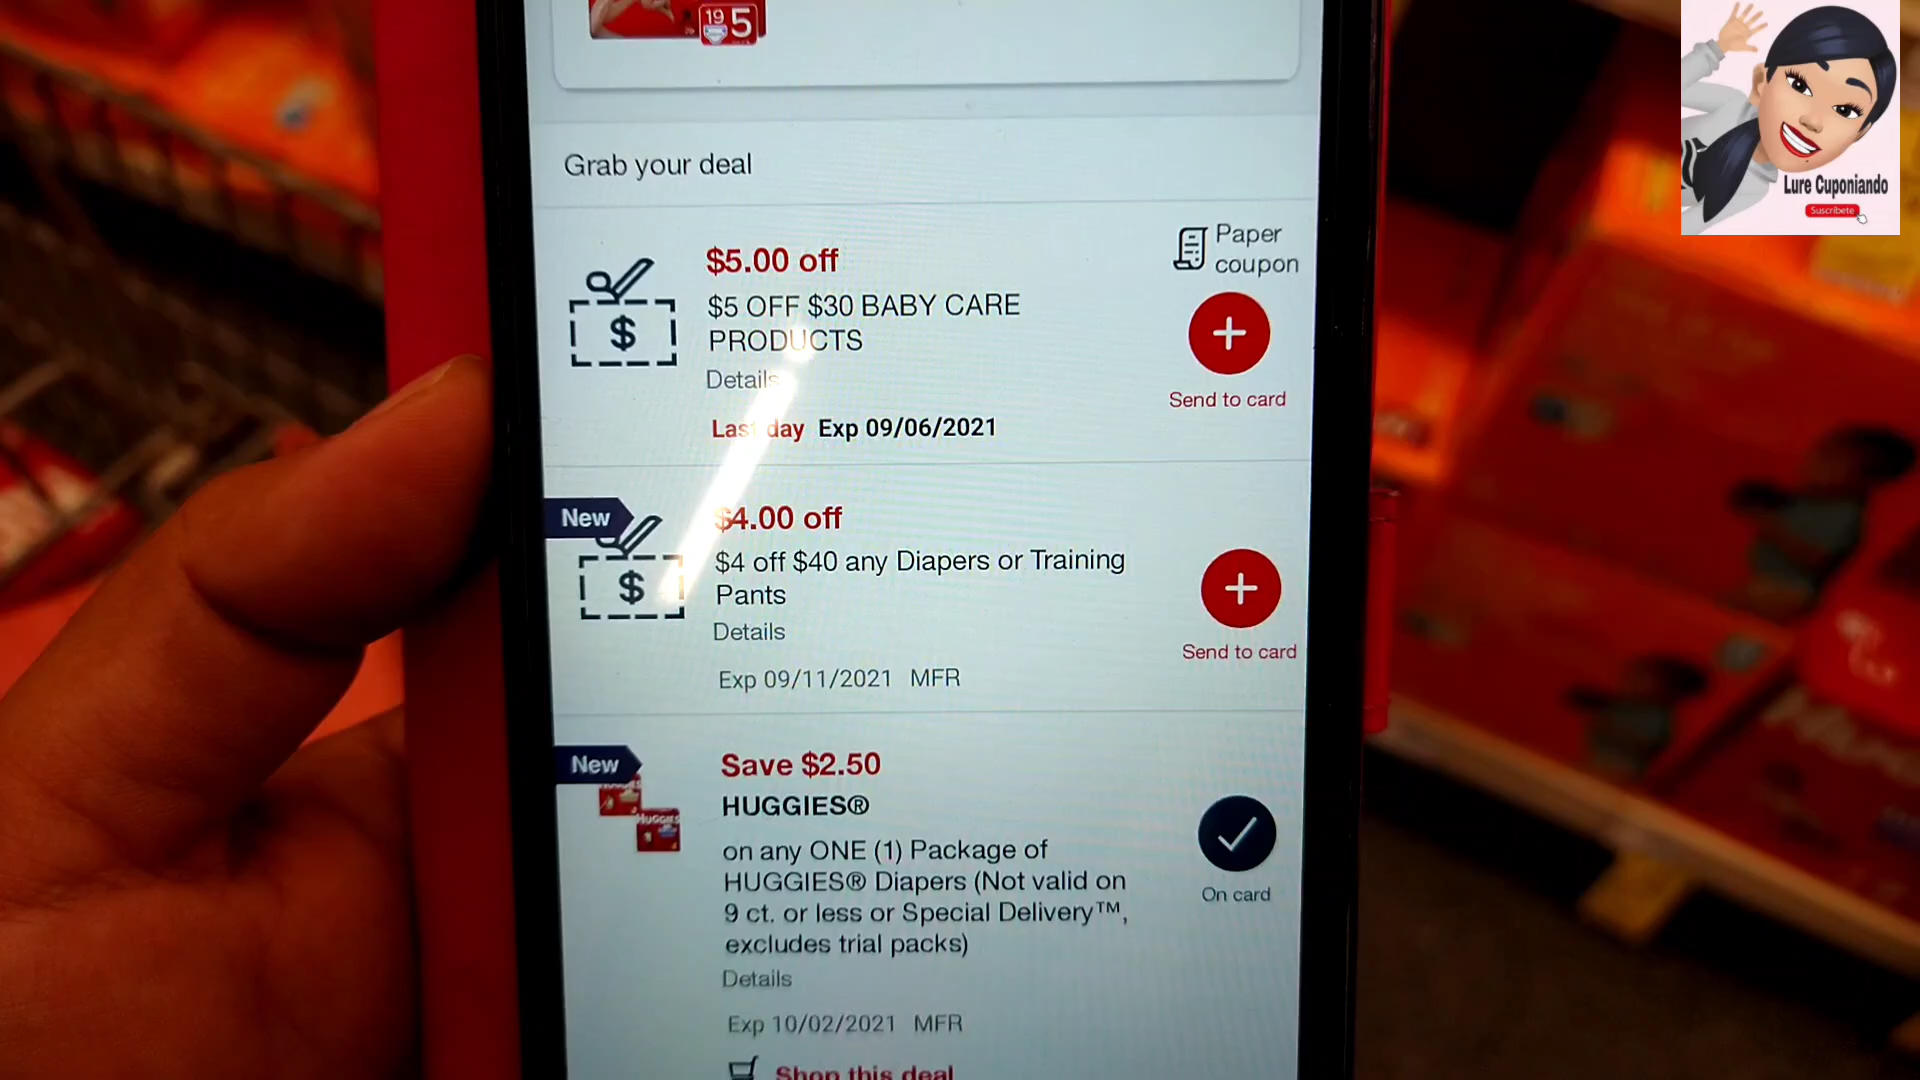 19 5
Grab your deal
$5.00 off
Paper
coupon
$5 OFF $30 BABY CARE
PRODUCTS
Details
Send to card
Last day Exp 09/06/2021
New
$4.00 off
$
$4 off $40 any Diapers or Training
Pants
Details
Send to card
Exp 09/11/2021 MFR
New
Save $2.50
HUGGIES®
on any ONE (1) Package of
HUGGIES® Diapers (Not valid on
9 ct. or less or Special Delivery™,
excludes trial packs)
On card
Details
Exp 10/02/2021 MFR
Shop this deal
Lure Cuponiando
Suscribete